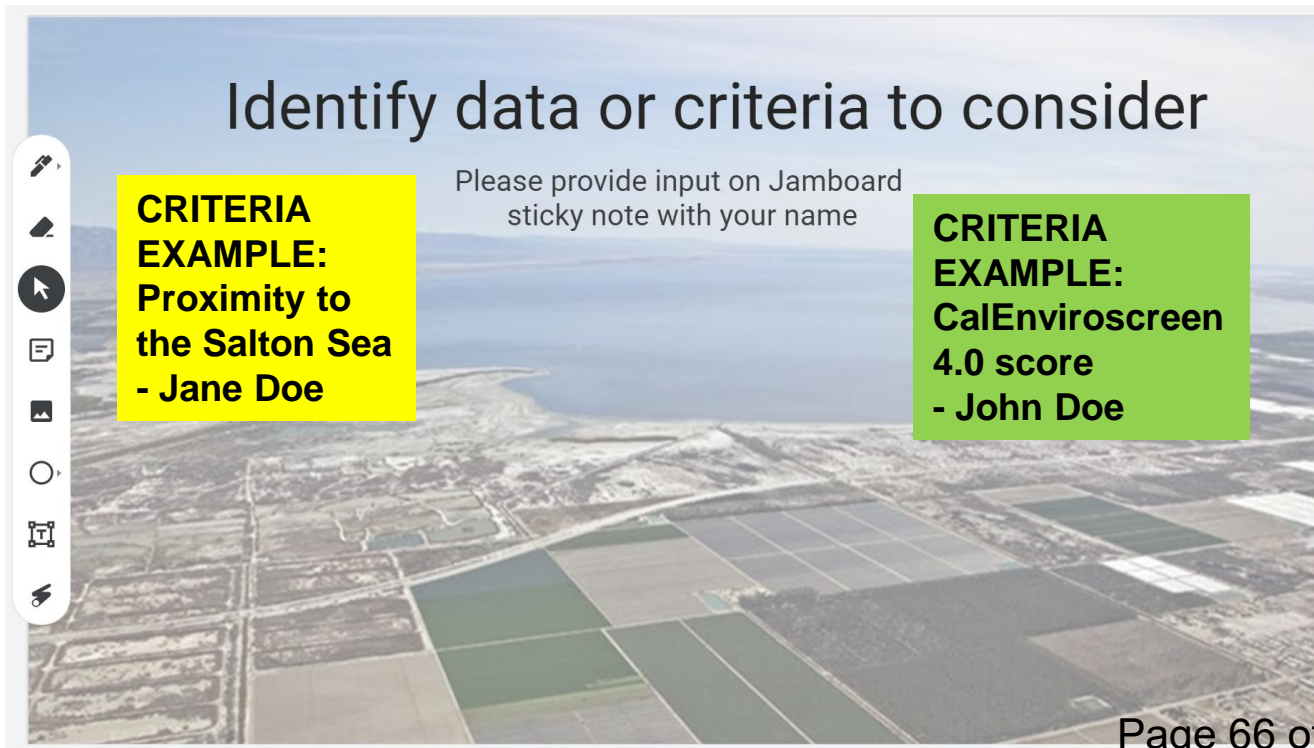 Identify data or criteria to consider
Please provide input on Jamboard
sticky note with your name
CRITERIA
EXAMPLE:
Proximity to
the Salton Sea
- Jane Doe
CRITERIA
EXAMPLE:
CalEnviroscreen
4.0 score
- John Doe
Page 66 of